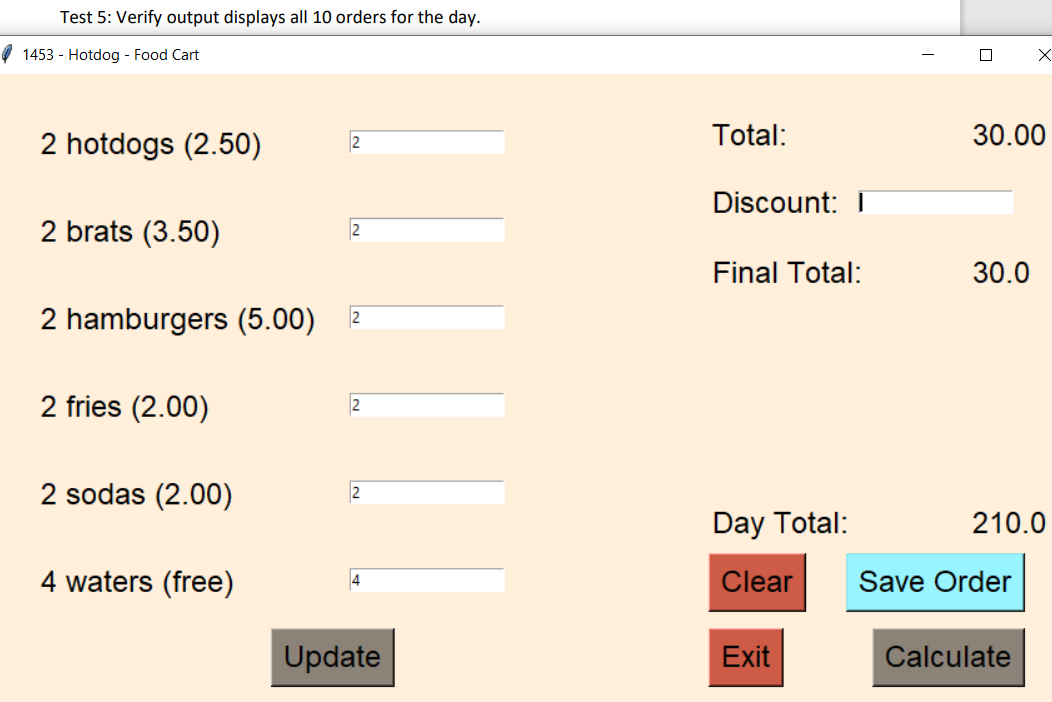 Test 5: Verify output displays all 10 orders for the day.
1453 - Hotdog - Food Cart
2 hotdogs (2.50) 2
2 brats (3.50) 2
2 hamburgers (5.00) 2
2 fries (2.00) 2
2 sodas (2.00) 2
4 waters (free) 4
Update
Total: 30.00
Discount:
Final Total: 30.0
Day Total: 210.0
Clear Save Order
Exit Calculate